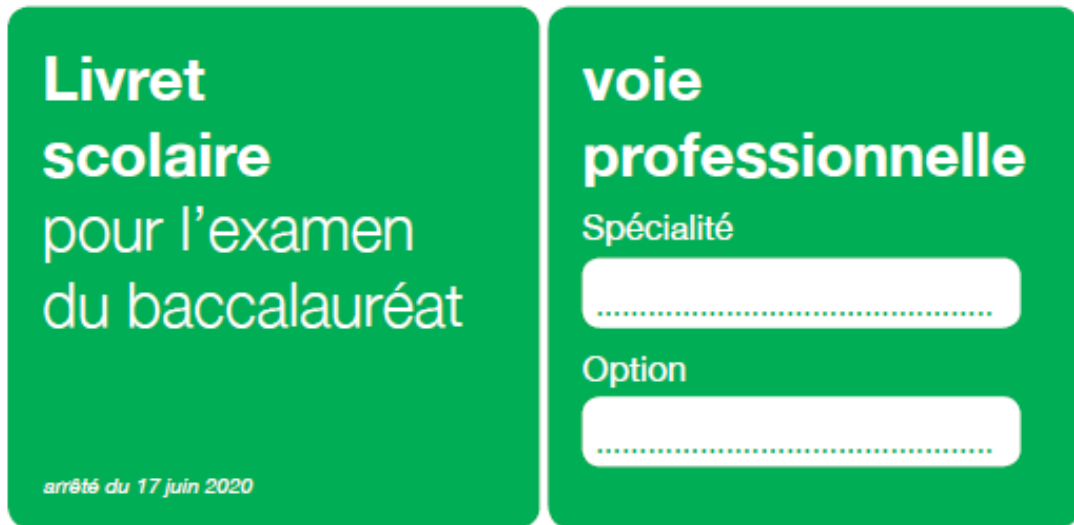 Livret
scolaire
pour l’examen
du baccalauréat
arrêté du 17 juin 2020
voie
professionnelle
Spécialité
..............................................
Option
..............................................